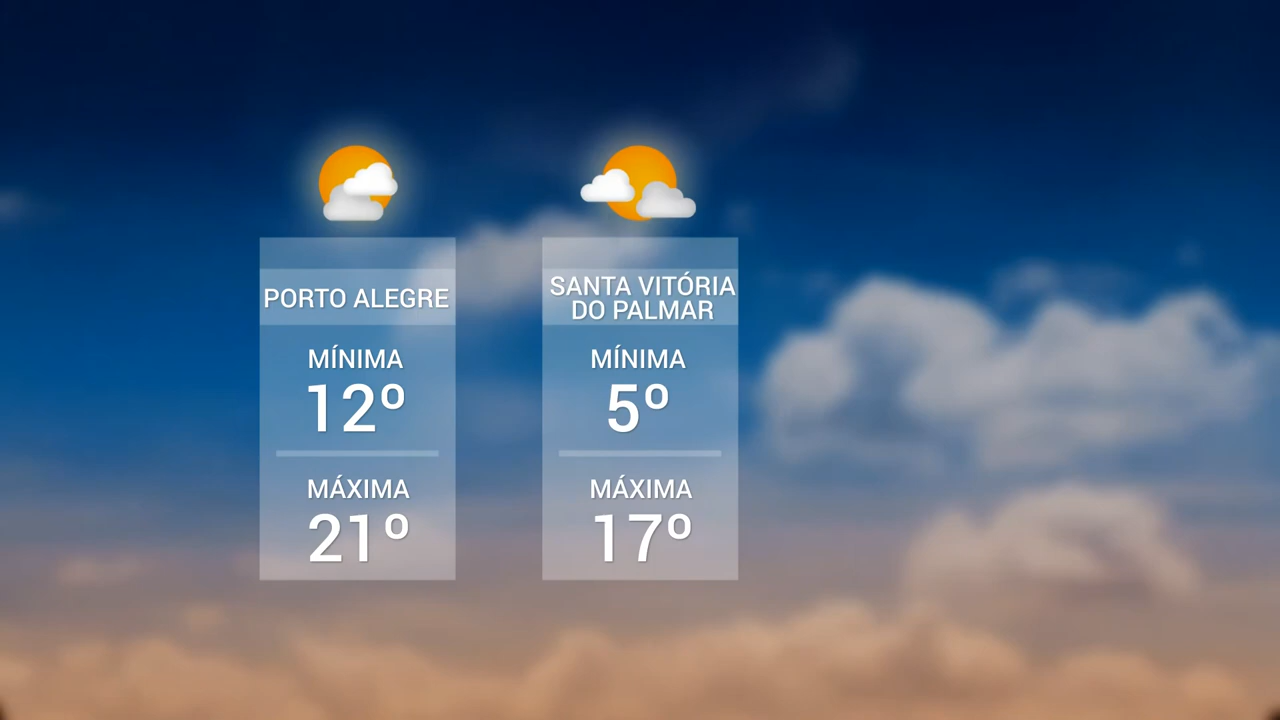 PORTO ALEGRE
MÍNIMA
12º
MÁXIMA
21º
SANTA VITÓRIA
DO PALMAR
MÍNIMA
5º
MÁXIMA
17º